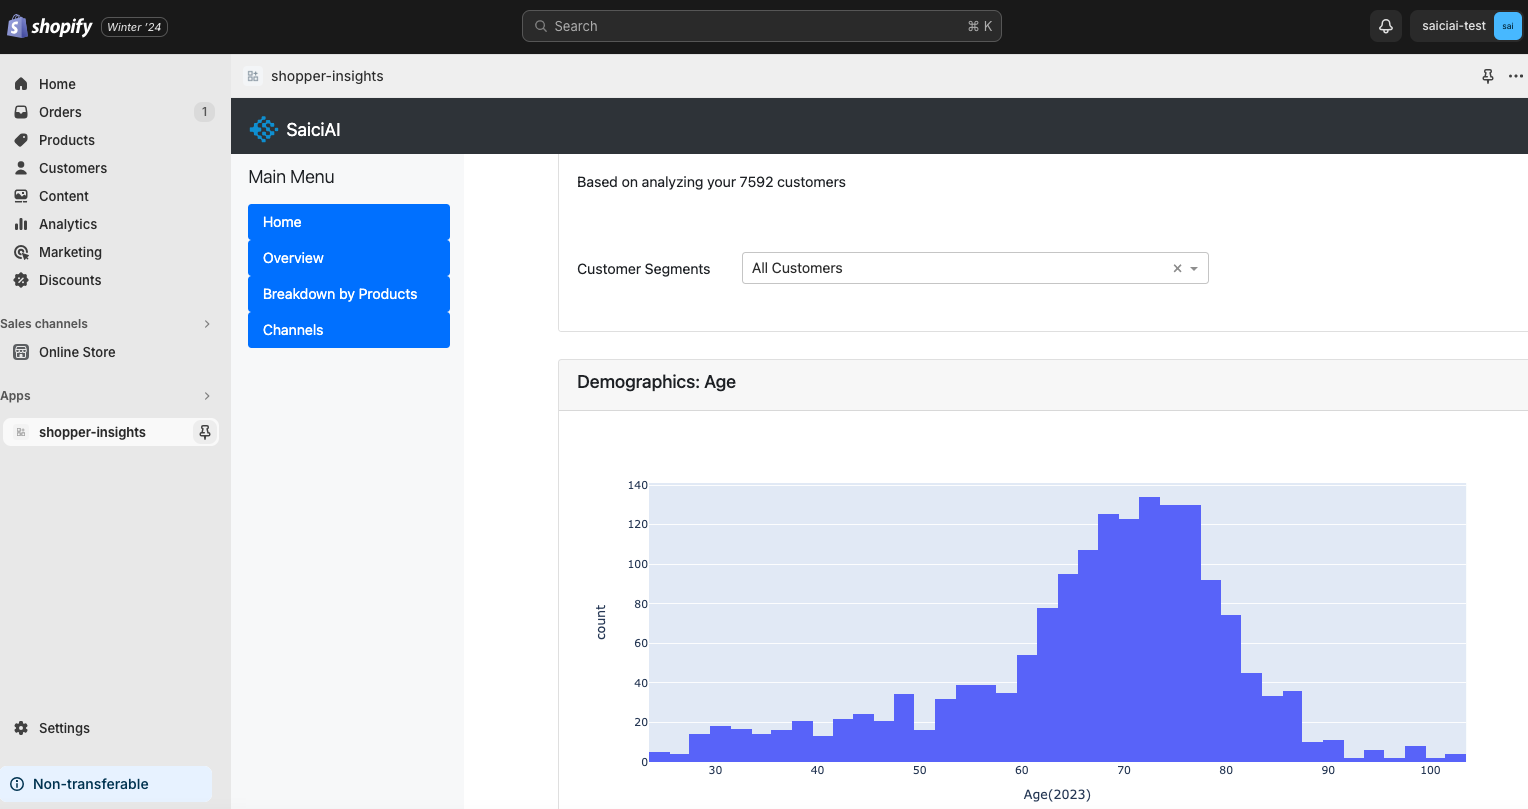 shopify Winter '24
Search ⌘ K
saiciai-test sai
Home
Orders 1
Products
Customers
Content
Analytics
Marketing
Discounts
Sales channels
Online Store
Apps
shopper-insights
Settings
Non-transferable
shopper-insights
SaiciAI
Main Menu
Home
Overview
Breakdown by Products
Channels
Based on analyzing your 7592 customers
Customer Segments All Customers
Demographics: Age
140
120
100
80
60
40
20
0
count
30 40 50 60 70 80 90 100
Age(2023)